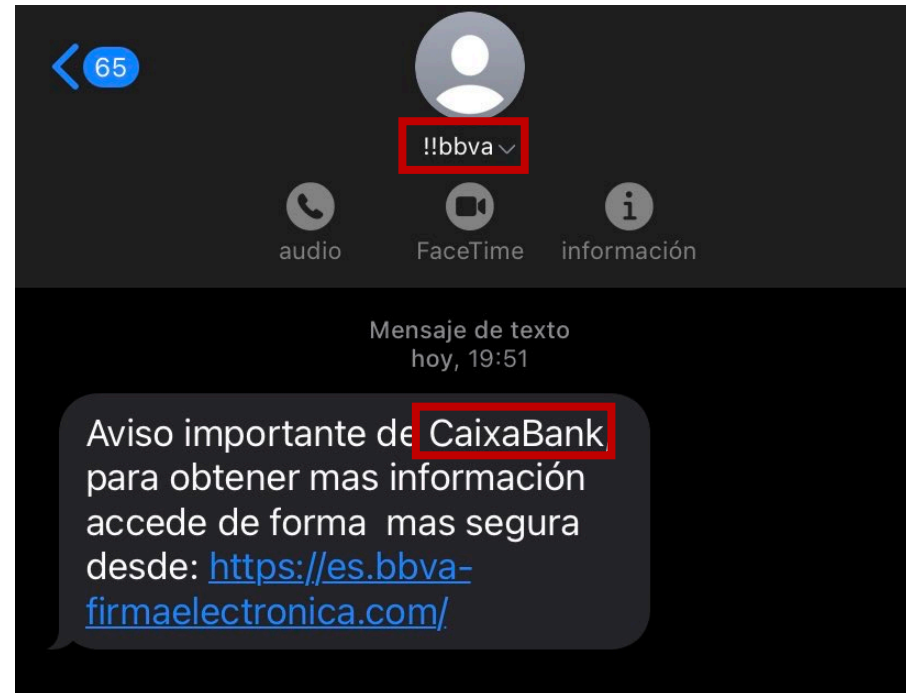 65
!!bbva
audio FaceTime información
Mensaje de texto
hoy, 19:51
Aviso importante de CaixaBank,
para obtener mas información
accede de forma  mas segura
desde: https://es.bbva-
firmaelectronica.com/